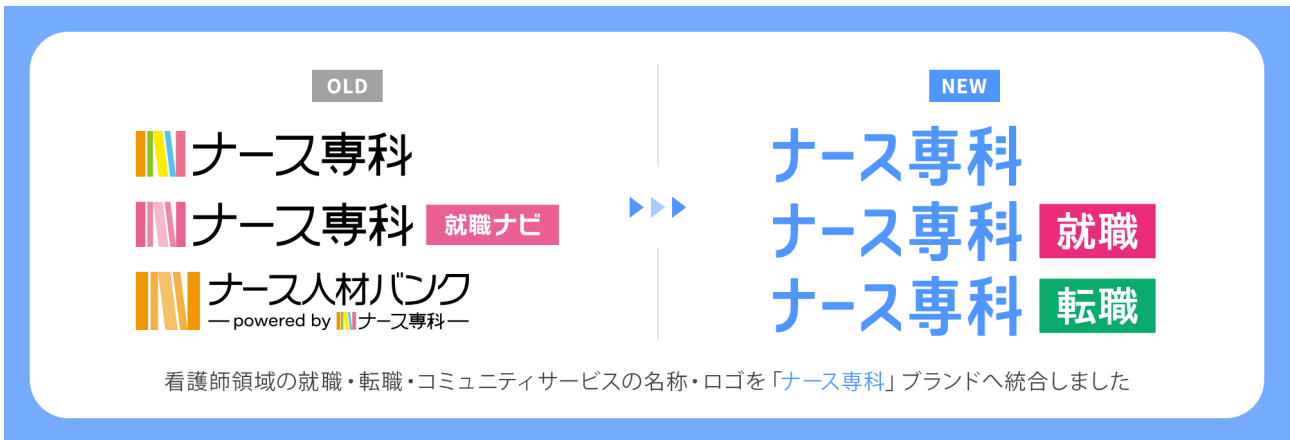 OLD
ナース専科
ナース専科 就職ナビ
ナース人材バンク
powered by ナース専科
NEW
ナース専科
ナース専科 就職
ナース専科 転職
看護師領域の就職・転職・コミュニティサービスの名称・ロゴを「ナース専科」ブランドへ統合しました